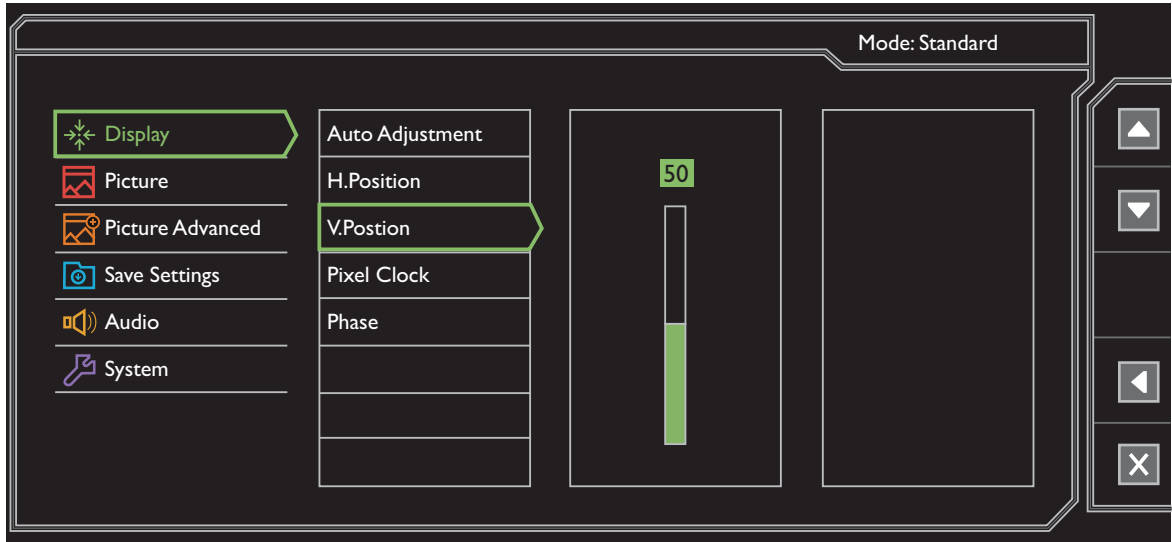 Mode: Standard
Display
Picture
Picture Advanced
Save Settings
Audio
System
Auto Adjustment
H.Position
V.Postion
Pixel Clock
Phase
50